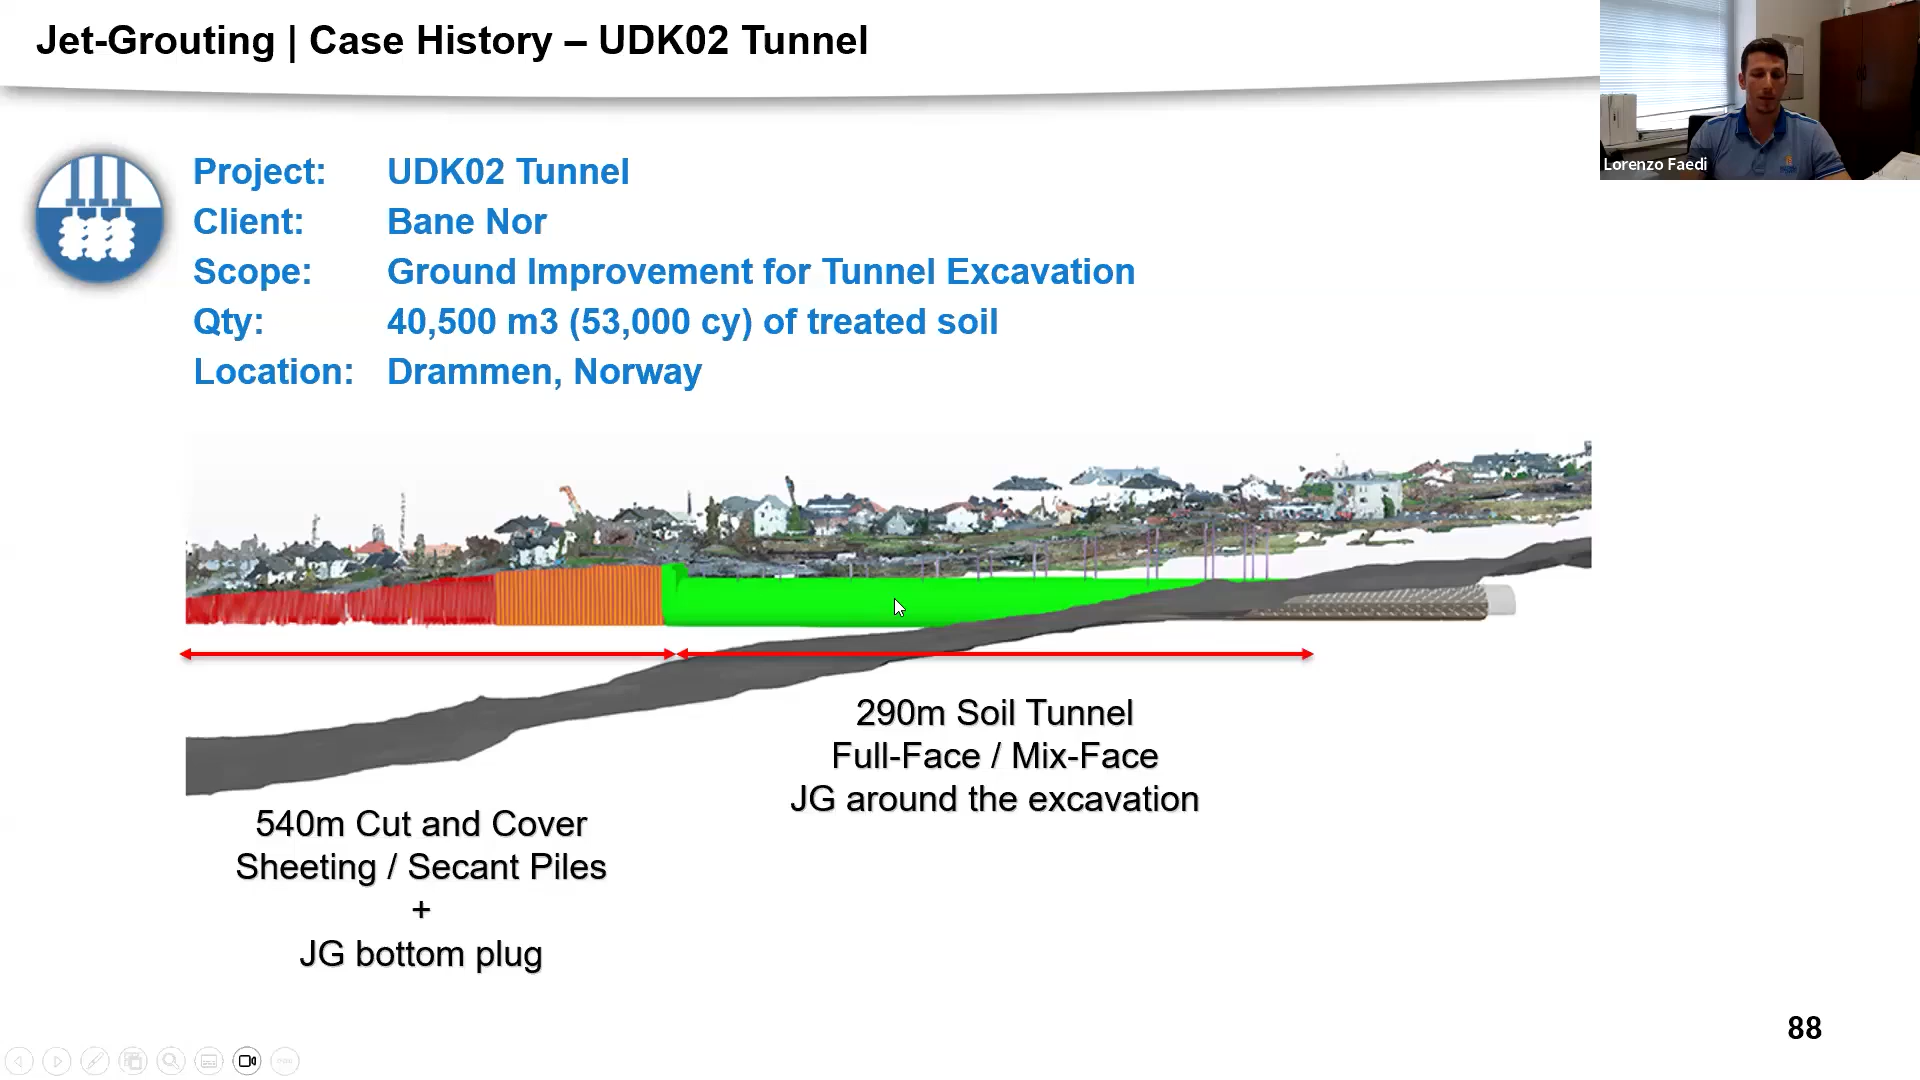 Jet-Grouting | Case History – UDK02 Tunnel
Lorenzo Faedi
Project: UDK02 Tunnel
Client: Bane Nor
Scope: Ground Improvement for Tunnel Excavation
Qty: 40,500 m3 (53,000 cy) of treated soil
Location: Drammen, Norway
290m Soil Tunnel
Full-Face / Mix-Face
JG around the excavation
540m Cut and Cover
Sheeting / Secant Piles
+
JG bottom plug
88